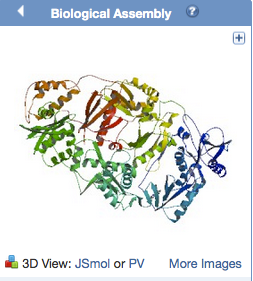 Biological Assembly ?
3D View: JSmol or PV More Images